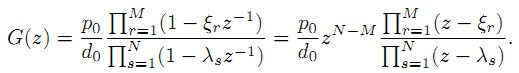 G(z) = \frac{p_0}{d_0} \frac{\prod_{r=1}^{M} (1 - \xi_r z^{-1})}{\prod_{s=1}^{N} (1 - \lambda_s z^{-1})} = \frac{p_0}{d_0} z^{N-M} \frac{\prod_{r=1}^{M} (z - \xi_r)}{\prod_{s=1}^{N} (z - \lambda_s)}.